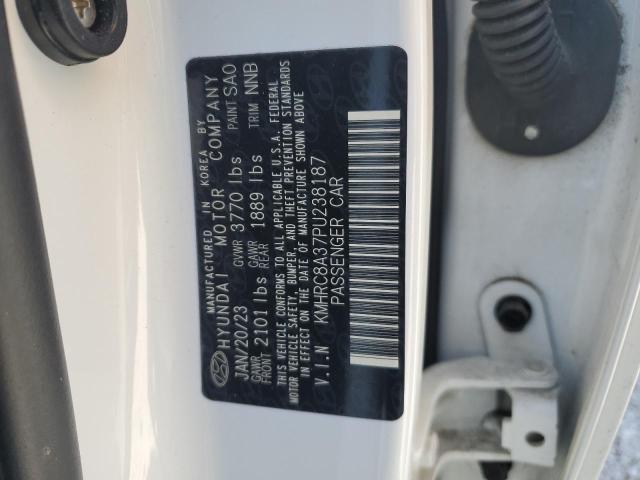 MANUFACTURED IN KOREA BY
HYUNDAI MOTOR COMPANY
JAN/20/23 GVWR 3770 lbs PAINT SAO
GAWR FRONT 2101 lbs GAWR REAR 1889 lbs TRIM NNB
THIS VEHICLE CONFORMS TO ALL APPLICABLE U.S.A. FEDERAL
MOTOR VEHICLE SAFETY, BUMPER, AND THEFT PREVENTION STANDARDS
IN EFFECT ON THE DATE OF MANUFACTURE SHOWN ABOVE
V.I.N KMHRC8A37PU238187
PASSENGER CAR